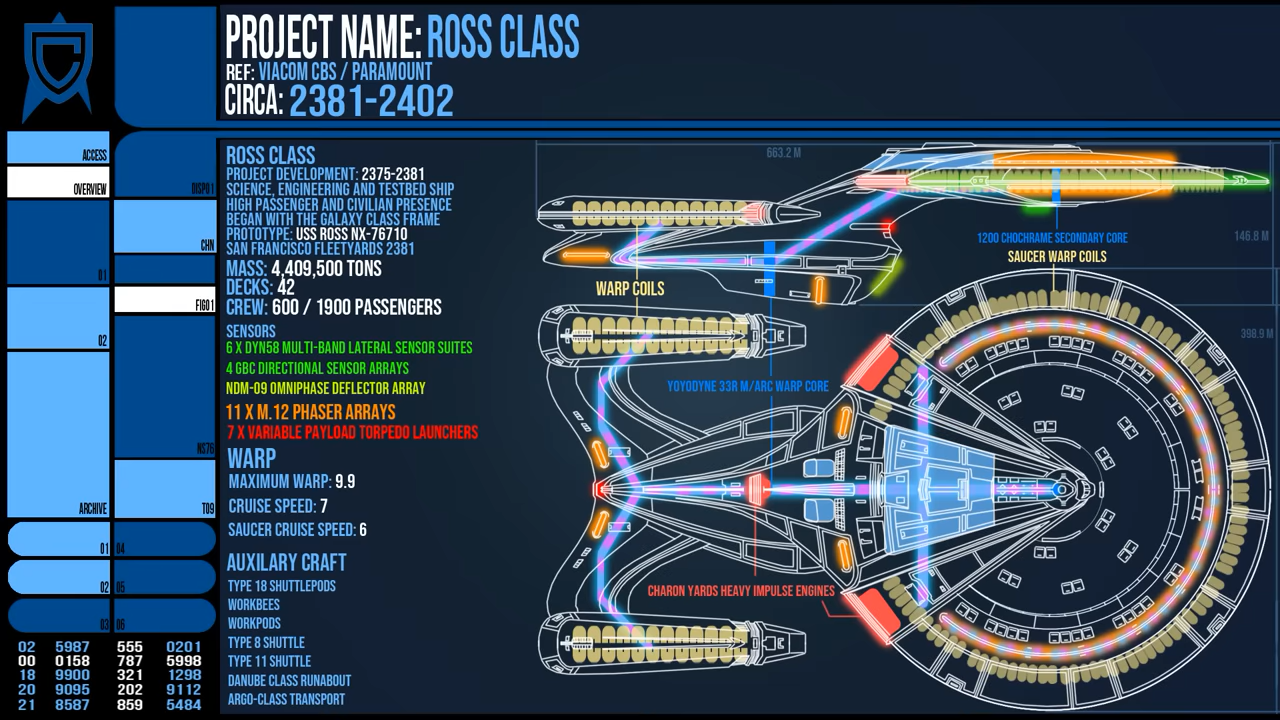 PROJECT NAME: ROSS CLASS
REF: VIACOM CBS / PARAMOUNT
CIRCA: 2381-2402
ACCESS
OVERVIEW
01
02
ARCHIVE
01
02
03
DISP01
CHN
FIG01
NS76
T09
04
05
06
02 5987 555 0201
00 0158 787 5998
18 9900 321 1298
20 9095 202 9112
21 8587 859 5484
ROSS CLASS
PROJECT DEVELOPMENT: 2375-2381
SCIENCE, ENGINEERING AND TESTBED SHIP
HIGH PASSENGER AND CIVILIAN PRESENCE
BEGAN WITH THE GALAXY CLASS FRAME
PROTOTYPE: USS ROSS NX-76710
SAN FRANCISCO FLEETYARDS 2381
MASS: 4,409,500 TONS
DECKS: 42
CREW: 600 / 1900 PASSENGERS
SENSORS
6 X DYN58 MULTI-BAND LATERAL SENSOR SUITES
4 GBC DIRECTIONAL SENSOR ARRAYS
NDM-09 OMNIPHASE DEFLECTOR ARRAY
11 X M.12 PHASER ARRAYS
7 X VARIABLE PAYLOAD TORPEDO LAUNCHERS
WARP
MAXIMUM WARP: 9.9
CRUISE SPEED: 7
SAUCER CRUISE SPEED: 6
AUXILARY CRAFT
TYPE 18 SHUTTLEPODS
WORKBEES
WORKPODS
TYPE 8 SHUTTLE
TYPE 11 SHUTTLE
DANUBE CLASS RUNABOUT
ARGO-CLASS TRANSPORT
663.2 M
146.8 M
1200 CHOCHRAME SECONDARY CORE
SAUCER WARP COILS
WARP COILS
398.9 M
YOYODYNE 33R M/ARC WARP CORE
CHARON YARDS HEAVY IMPULSE ENGINES